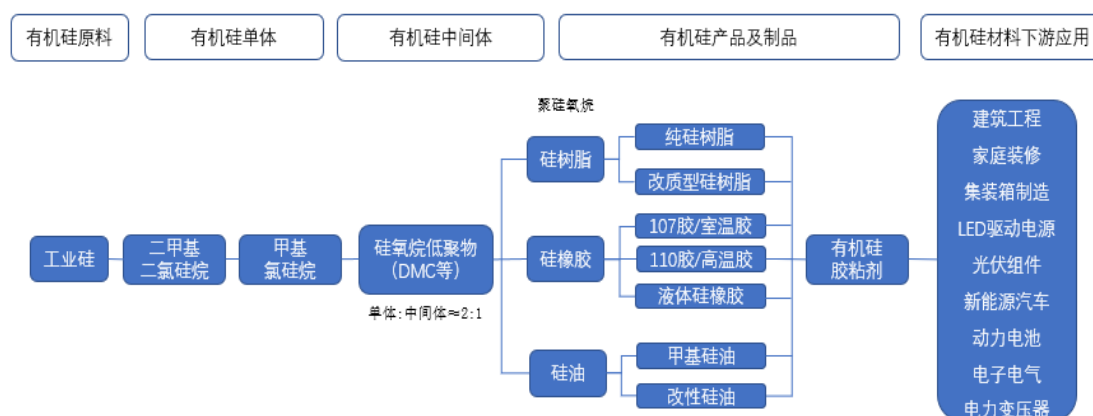 有机硅原料
有机硅单体
有机硅中间体
有机硅产品及制品
有机硅材料下游应用
聚硅氧烷
工业硅
二甲基
二氯硅烷
甲基
氯硅烷
硅氧烷低聚物
（DMC等）
单体:中间体≈2:1
硅树脂
纯硅树脂
改质型硅树脂
硅橡胶
107胶/室温胶
110胶/高温胶
液体硅橡胶
硅油
甲基硅油
改性硅油
有机硅
胶粘剂
建筑工程
家庭装修
集装箱制造
LED驱动电源
光伏组件
新能源汽车
动力电池
电子电气
电力变压器